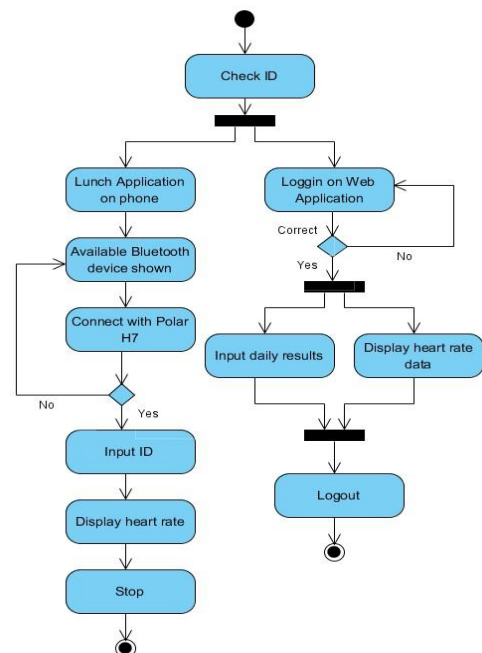 Check ID
Lunch Application
on phone
Loggin on Web
Application
Correct
No
Yes
Available Bluetooth
device shown
Connect with Polar
H7
No
Yes
Input daily results
Display heart rate
data
Input ID
Display heart rate
Logout
Stop